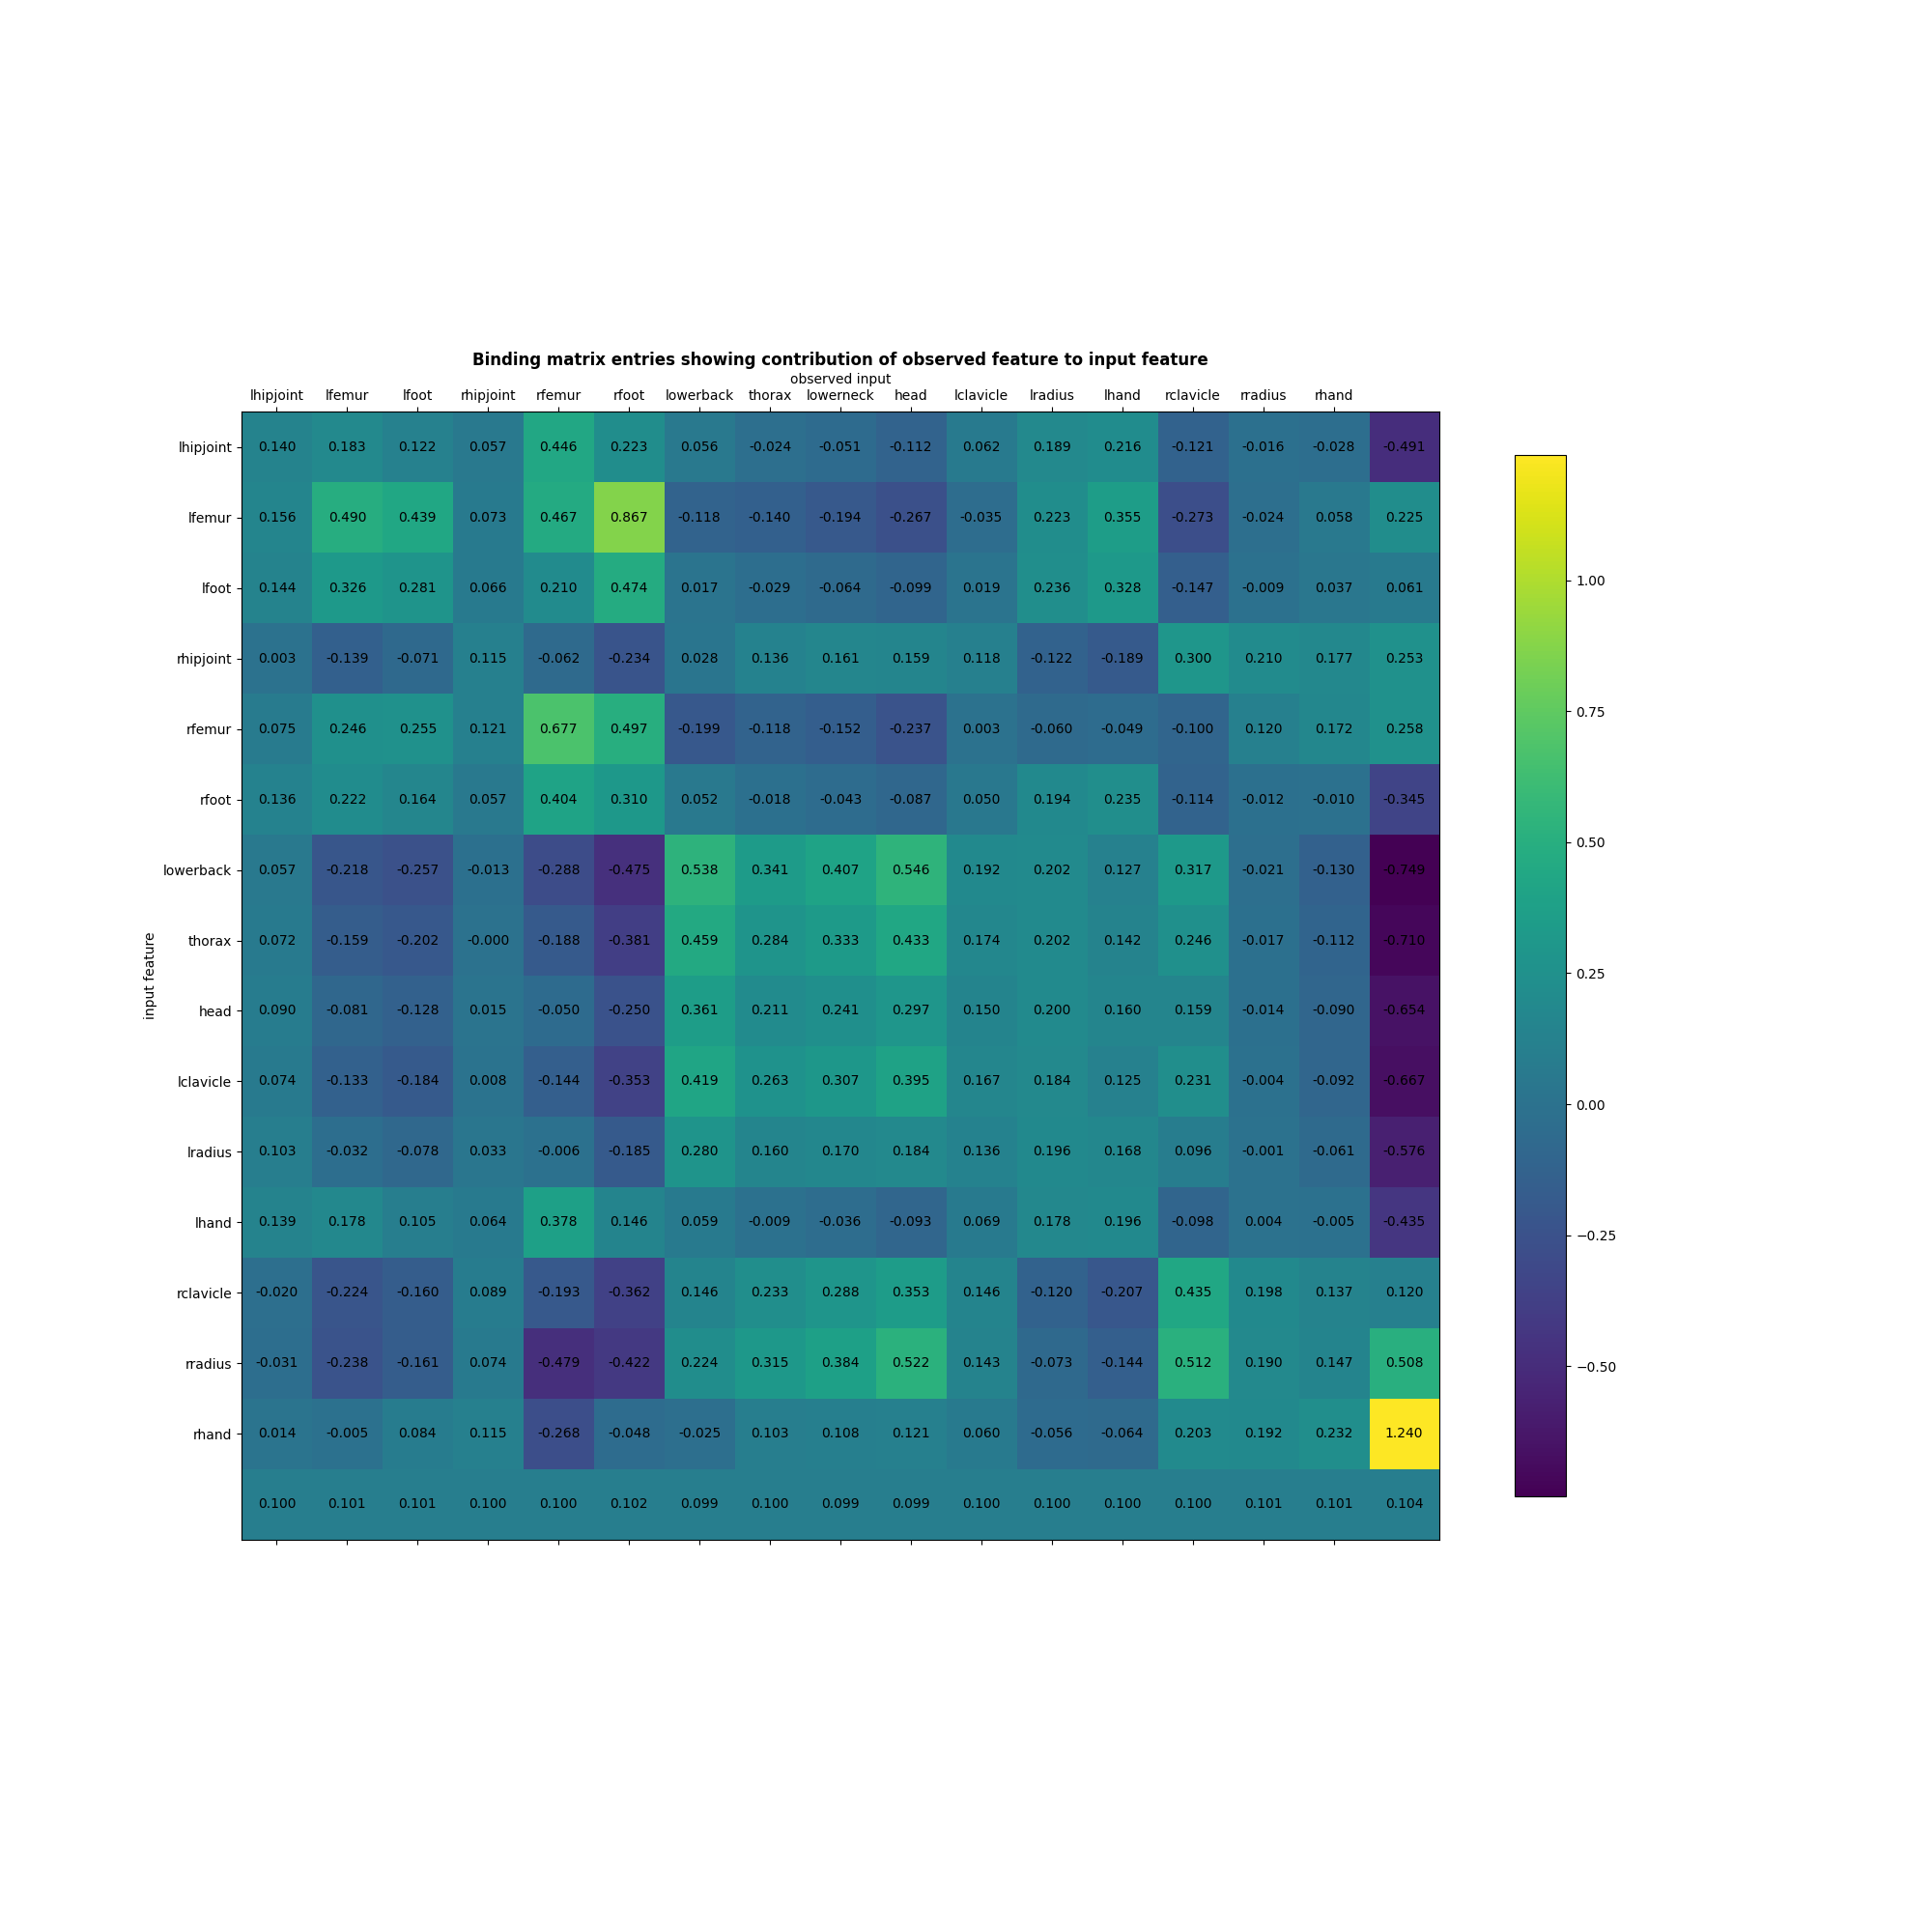 Binding matrix entries showing contribution of observed feature to input feature
observed input
lhipjoint lfemur lfoot rhipjoint rfemur rfoot lowerback thorax lowerneck head lclavicle lradius lhand rclavicle rradius rhand
lhipjoint 0.140 0.183 0.122 0.057 0.446 0.223 0.056 -0.024 -0.051 -0.112 0.062 0.189 0.216 -0.121 -0.016 -0.028 -0.491
lfemur 0.156 0.490 0.439 0.073 0.467 0.867 -0.118 -0.140 -0.194 -0.267 -0.035 0.223 0.355 -0.273 -0.024 0.058 0.225
lfoot 0.144 0.326 0.281 0.066 0.210 0.474 0.017 -0.029 -0.064 -0.099 0.019 0.236 0.328 -0.147 -0.009 0.037 0.061
rhipjoint 0.003 -0.139 -0.071 0.115 -0.062 -0.234 0.028 0.136 0.161 0.159 0.118 -0.122 -0.189 0.300 0.210 0.177 0.253
rfemur 0.075 0.246 0.255 0.121 0.677 0.497 -0.199 -0.118 -0.152 -0.237 0.003 -0.060 -0.049 -0.100 0.120 0.172 0.258
rfoot 0.136 0.222 0.164 0.057 0.404 0.310 0.052 -0.018 -0.043 -0.087 0.050 0.194 0.235 -0.114 -0.012 -0.010 -0.345
lowerback 0.057 -0.218 -0.257 -0.013 -0.288 -0.475 0.538 0.341 0.407 0.546 0.192 0.202 0.127 0.317 -0.021 -0.130 -0.749
thorax 0.072 -0.159 -0.202 -0.000 -0.188 -0.381 0.459 0.284 0.333 0.433 0.174 0.202 0.142 0.246 -0.017 -0.112 -0.710
head 0.090 -0.081 -0.128 0.015 -0.050 -0.250 0.361 0.211 0.241 0.297 0.150 0.200 0.160 0.159 -0.014 -0.090 -0.654
lclavicle 0.074 -0.133 -0.184 0.008 -0.144 -0.353 0.419 0.263 0.307 0.395 0.167 0.184 0.125 0.231 -0.004 -0.092 -0.667
lradius 0.103 -0.032 -0.078 0.033 -0.006 -0.185 0.280 0.160 0.170 0.184 0.136 0.196 0.168 0.096 -0.001 -0.061 -0.576
lhand 0.139 0.178 0.105 0.064 0.378 0.146 0.059 -0.009 -0.036 -0.093 0.069 0.178 0.196 -0.098 0.004 -0.005 -0.435
rclavicle -0.020 -0.224 -0.160 0.089 -0.193 -0.362 0.146 0.233 0.288 0.353 0.146 -0.120 -0.207 0.435 0.198 0.137 0.120
rradius -0.031 -0.238 -0.161 0.074 -0.479 -0.422 0.224 0.315 0.384 0.522 0.143 -0.073 -0.144 0.512 0.190 0.147 0.508
rhand 0.014 -0.005 0.084 0.115 -0.268 -0.048 -0.025 0.103 0.108 0.121 0.060 -0.056 -0.064 0.203 0.192 0.232 1.240
0.100 0.101 0.101 0.100 0.100 0.102 0.099 0.100 0.099 0.099 0.100 0.100 0.100 0.100 0.101 0.101 0.104
input feature
1.00
0.75
0.50
0.25
0.00
−0.25
−0.50